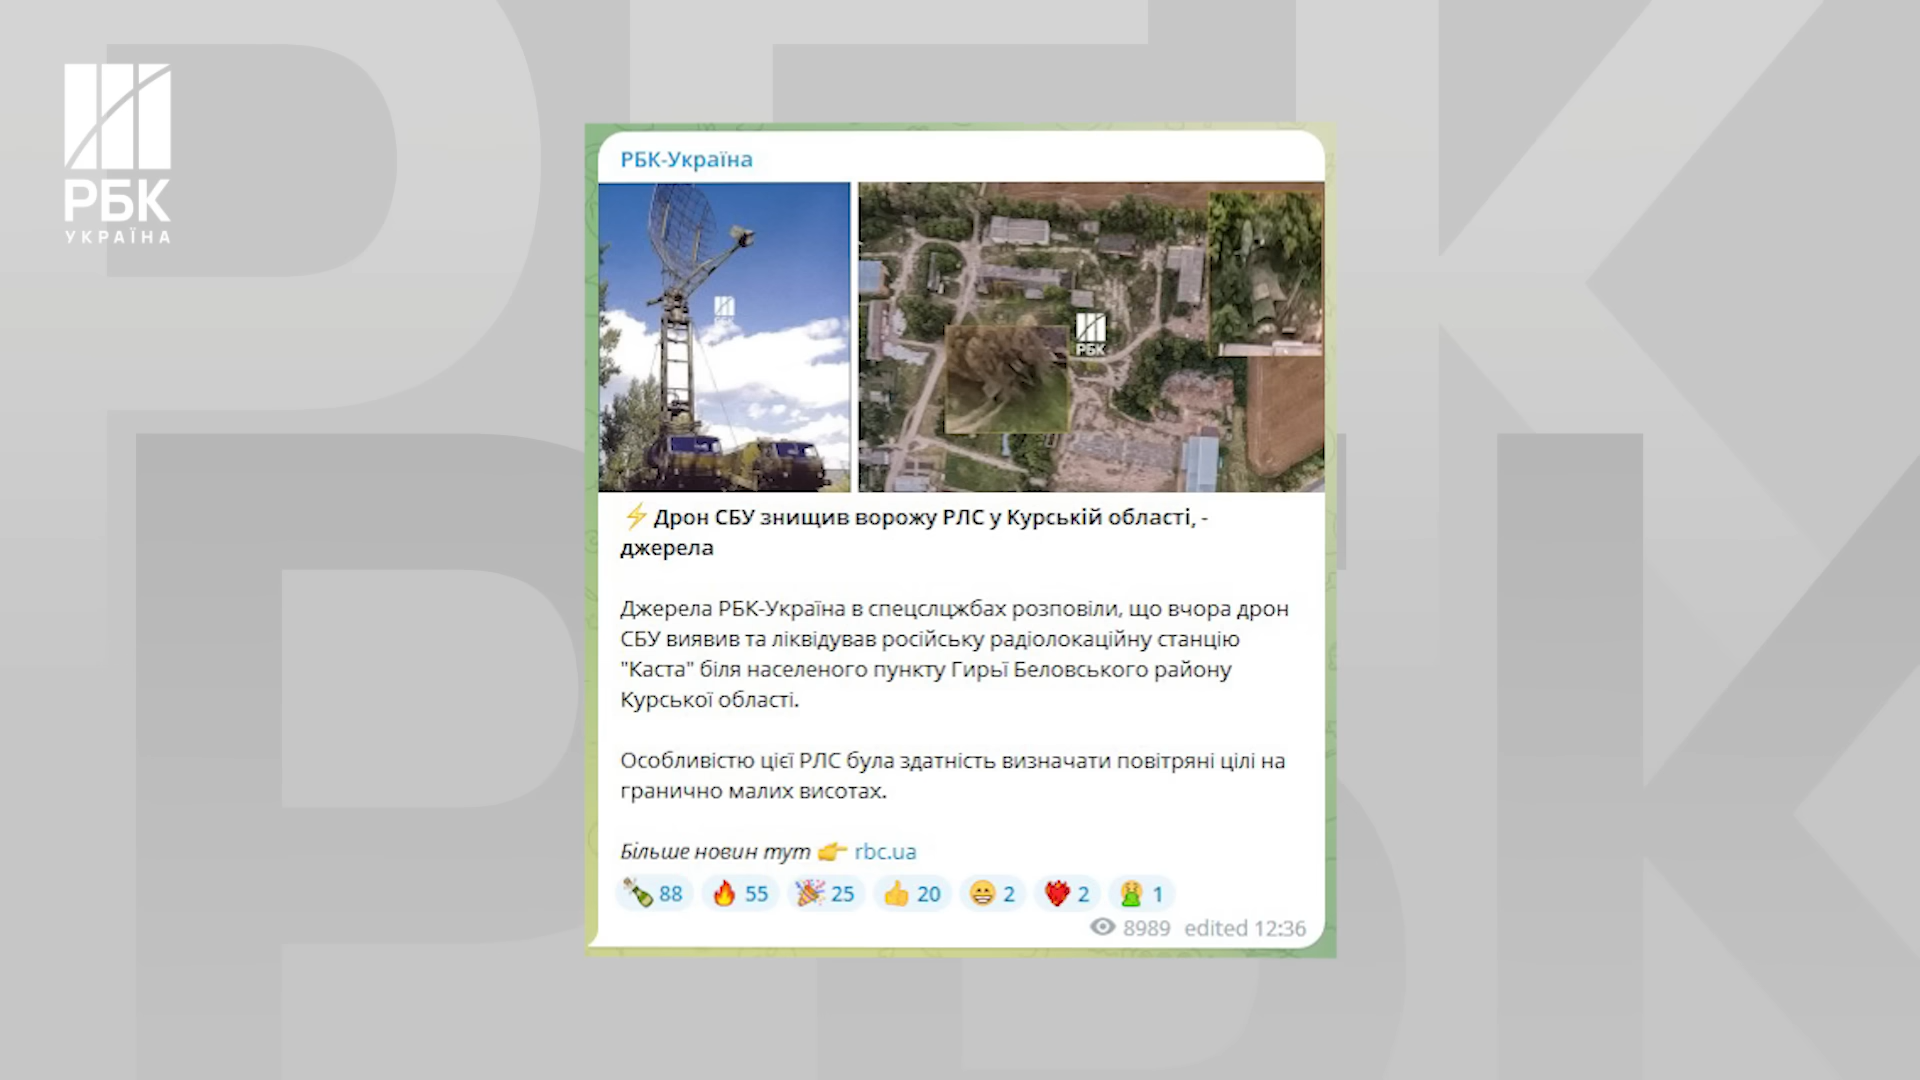 РБК
УКРАЇНА
РБК-Україна
РБК
⚡Дрон СБУ знищив ворожу РЛС у Курській області, -
джерела
Джерела РБК-Україна в спецслцжбах розповіли, що вчора дрон
СБУ виявив та ліквідував російську радіолокаційну станцію
"Каста" біля населеного пункту Гирьї Беловського району
Курської області.
Особливістю цієї РЛС була здатність визначати повітряні цілі на
гранично малих висотах.
Більше новин тут 👉 rbc.ua
🍾 88 🔥 55 🎉 25 👍 20 😁 2 ❤️ 2 🤮 1
8989 edited 12:36